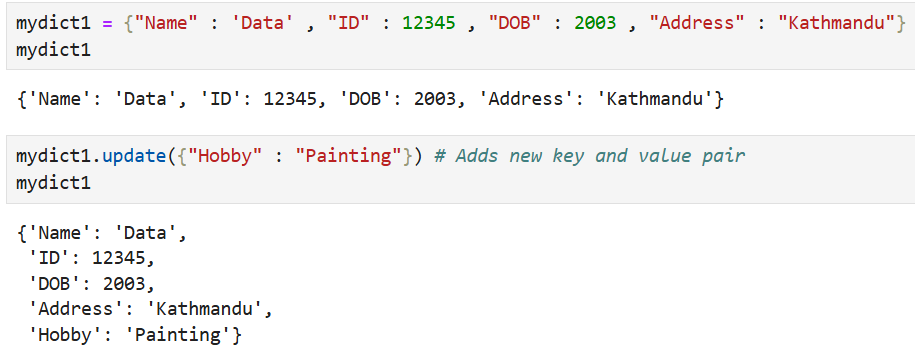 mydict1 = {"Name" : 'Data' , "ID" : 12345 , "DOB" : 2003 , "Address" : "Kathmandu"}
mydict1
{'Name': 'Data', 'ID': 12345, 'DOB': 2003, 'Address': 'Kathmandu'}
mydict1.update({"Hobby" : "Painting"}) # Adds new key and value pair
mydict1
{'Name': 'Data',
 'ID': 12345,
 'DOB': 2003,
 'Address': 'Kathmandu',
 'Hobby': 'Painting'}